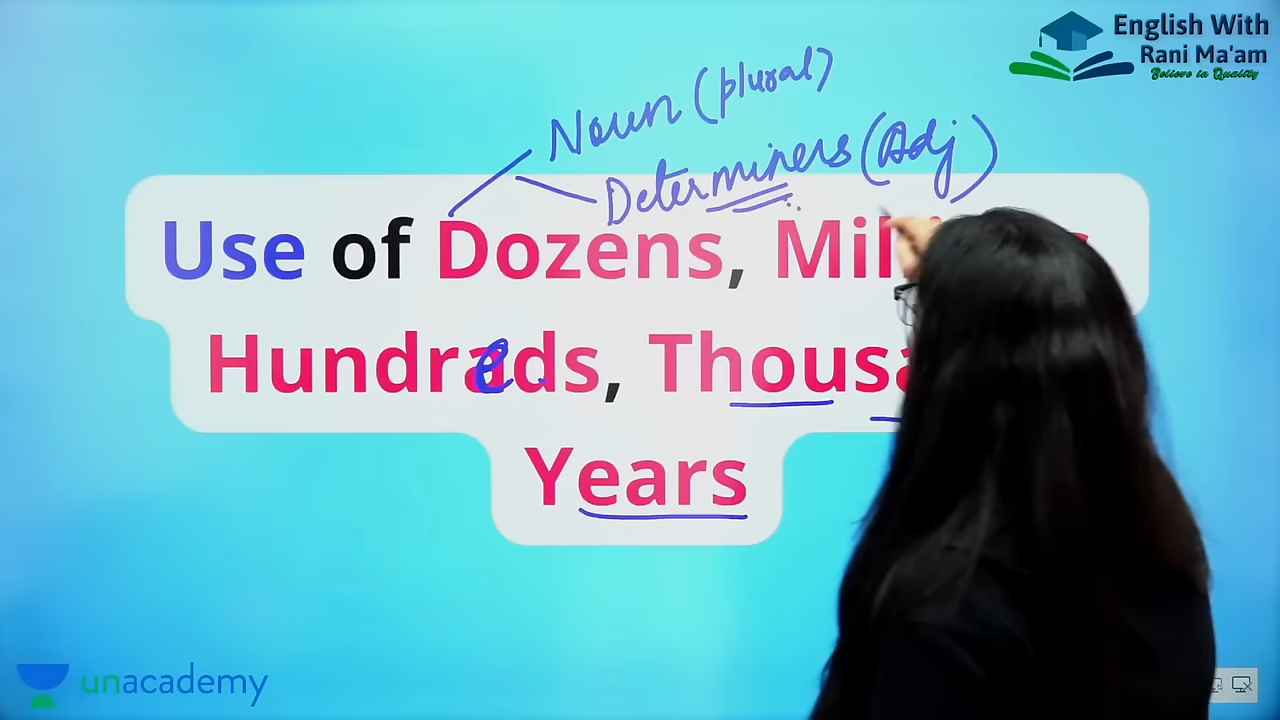 English With
Rani Ma'am
Believe in Quality
Noun (plural)
Determiners (Adj)
Use of Dozens,
Hundreds,
Years
unacademy